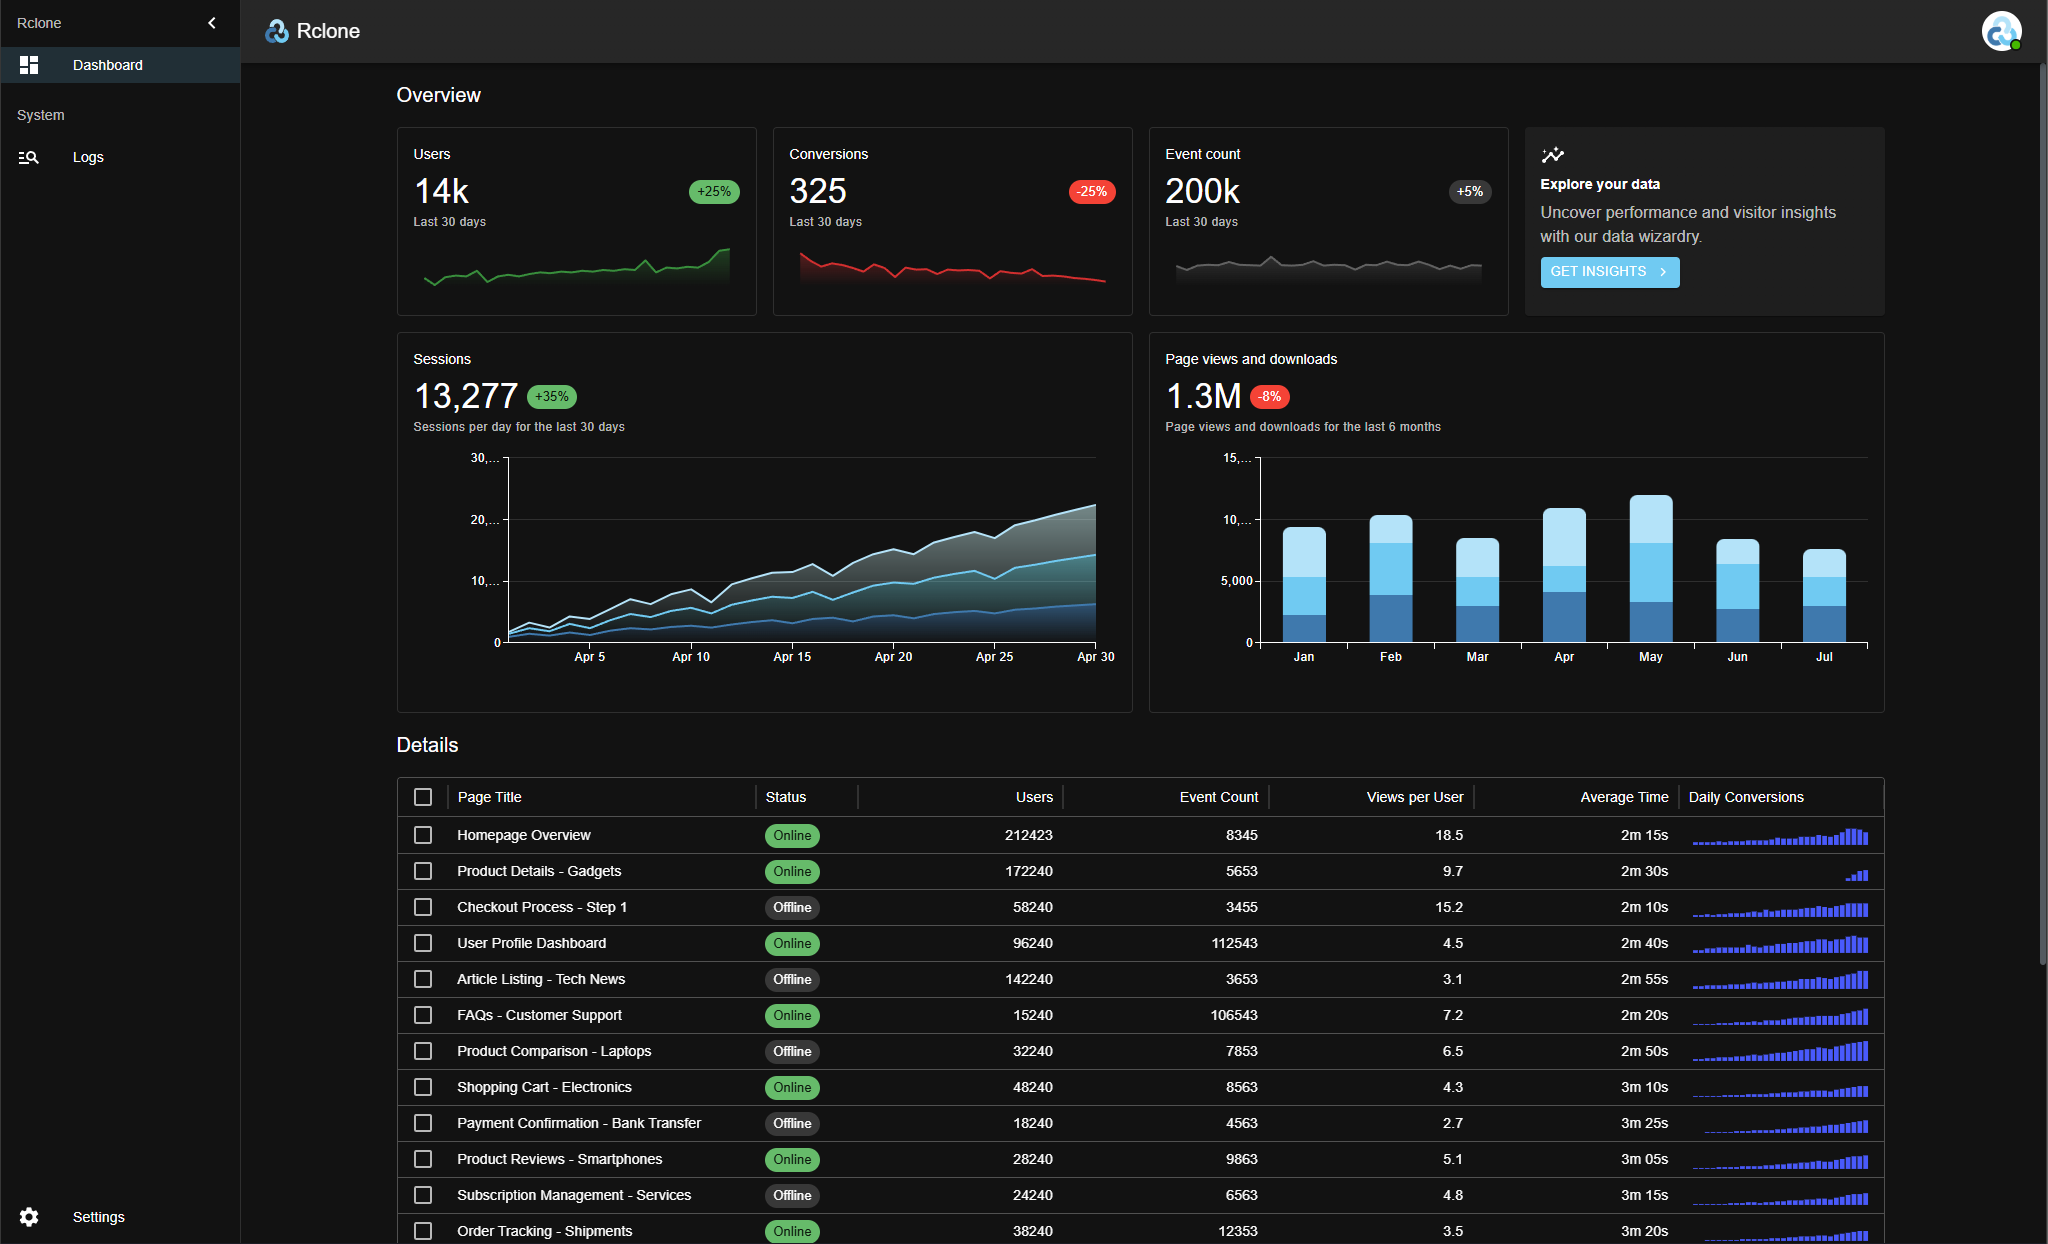 Rclone
Dashboard
System
Logs
Settings
Rclone
Overview
Users
14k
+25%
Last 30 days
Conversions
325
-25%
Last 30 days
Event count
200k
+5%
Last 30 days
Explore your data
Uncover performance and visitor insights
with our data wizardry.
GET INSIGHTS
Sessions
13,277 +35%
Sessions per day for the last 30 days
30,...
20,...
10,...
0
Apr 5 Apr 10 Apr 15 Apr 20 Apr 25 Apr 30
Page views and downloads
1.3M -8%
Page views and downloads for the last 6 months
15,...
10,...
5,000
0
Jan Feb Mar Apr May Jun Jul
Details
Page Title Status Users Event Count Views per User Average Time Daily Conversions
Homepage Overview Online 212423 8345 18.5 2m 15s
Product Details - Gadgets Online 172240 5653 9.7 2m 30s
Checkout Process - Step 1 Offline 58240 3455 15.2 2m 10s
User Profile Dashboard Online 96240 112543 4.5 2m 40s
Article Listing - Tech News Offline 142240 3653 3.1 2m 55s
FAQs - Customer Support Online 15240 106543 7.2 2m 20s
Product Comparison - Laptops Offline 32240 7853 6.5 2m 50s
Shopping Cart - Electronics Online 48240 8563 4.3 3m 10s
Payment Confirmation - Bank Transfer Offline 18240 4563 2.7 3m 25s
Product Reviews - Smartphones Online 28240 9863 5.1 3m 05s
Subscription Management - Services Offline 24240 6563 4.8 3m 15s
Order Tracking - Shipments Online 38240 12353 3.5 3m 20s